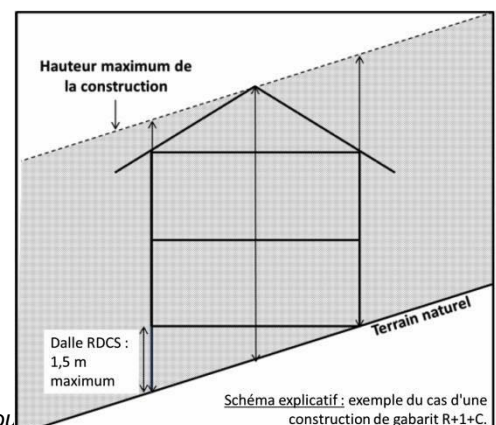 Hauteur maximum de
la construction
Dalle RDCS :
1,5 m
maximum
Terrain naturel
Schéma explicatif : exemple du cas d'une
construction de gabarit R+1+C.